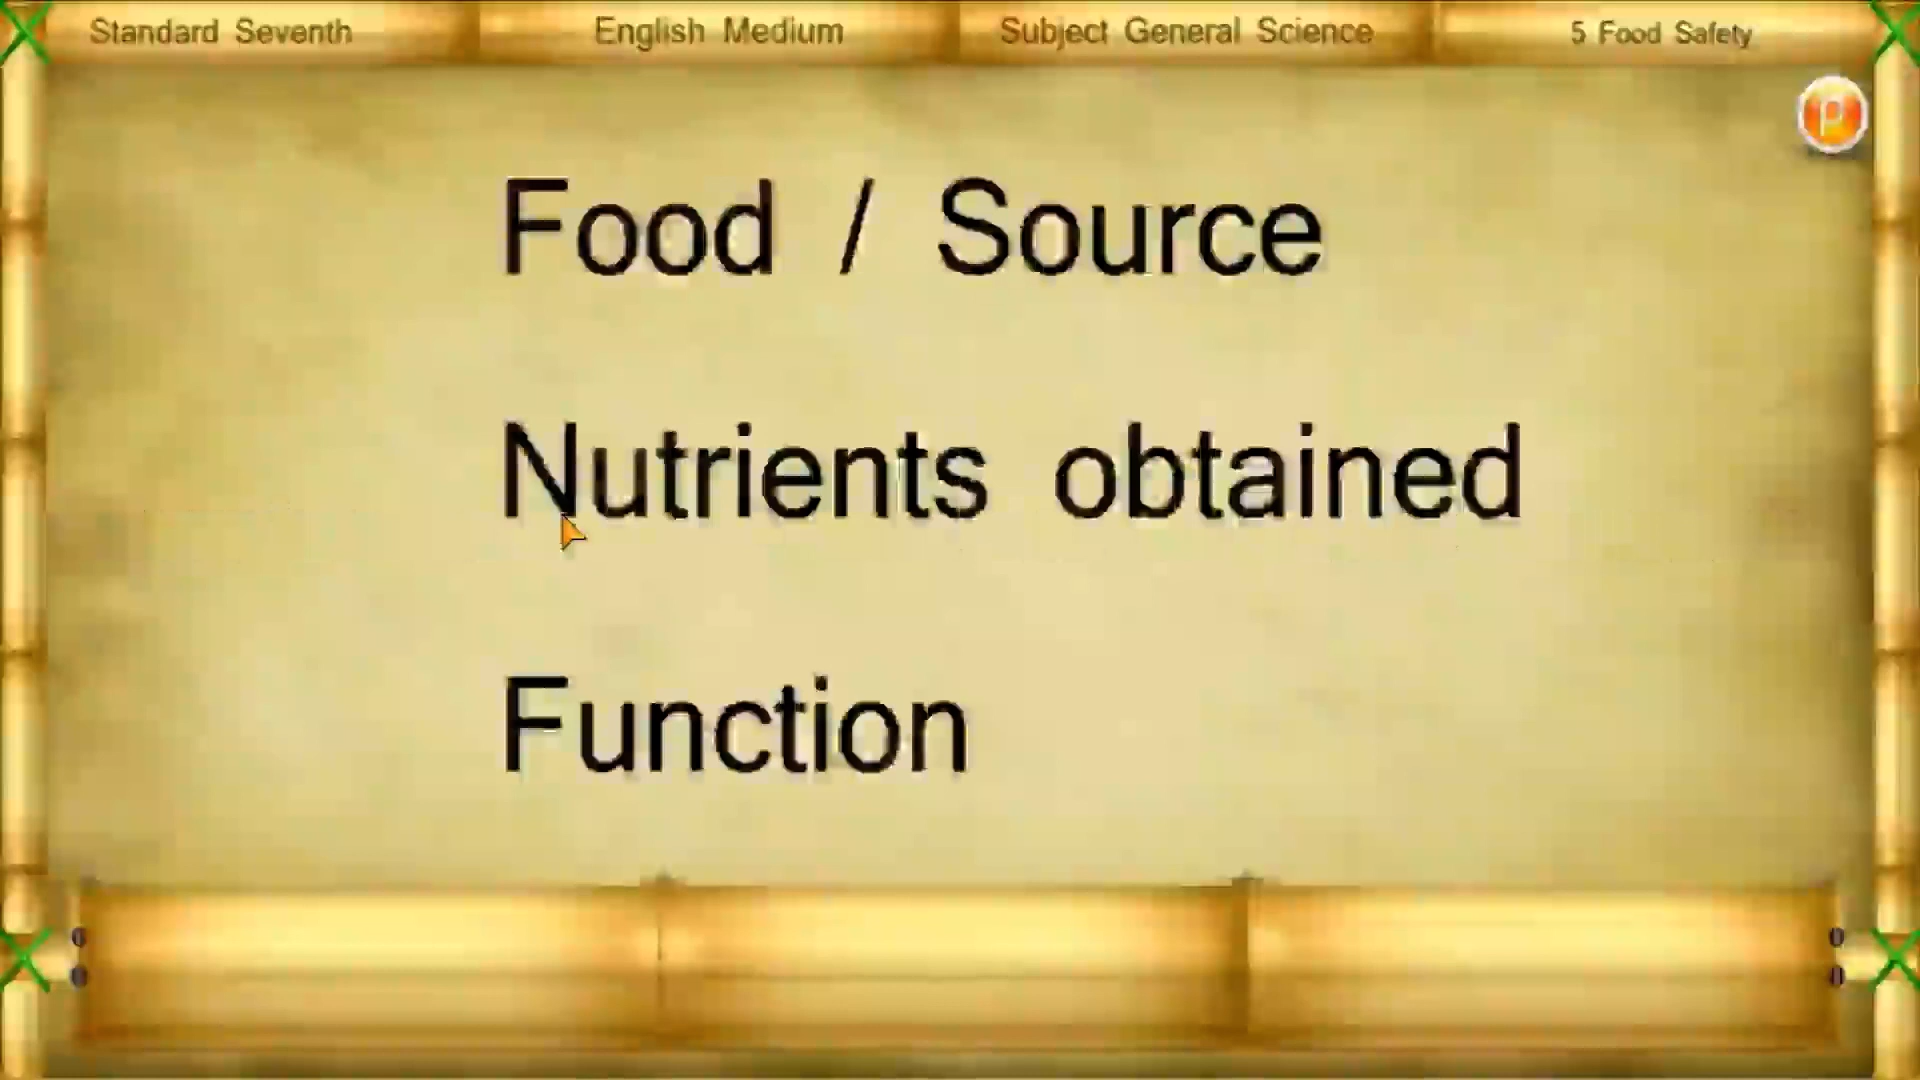 Standard Seventh English Medium Subject General Science 5 Food Safety
P
Food / Source
Nutrients obtained
Function